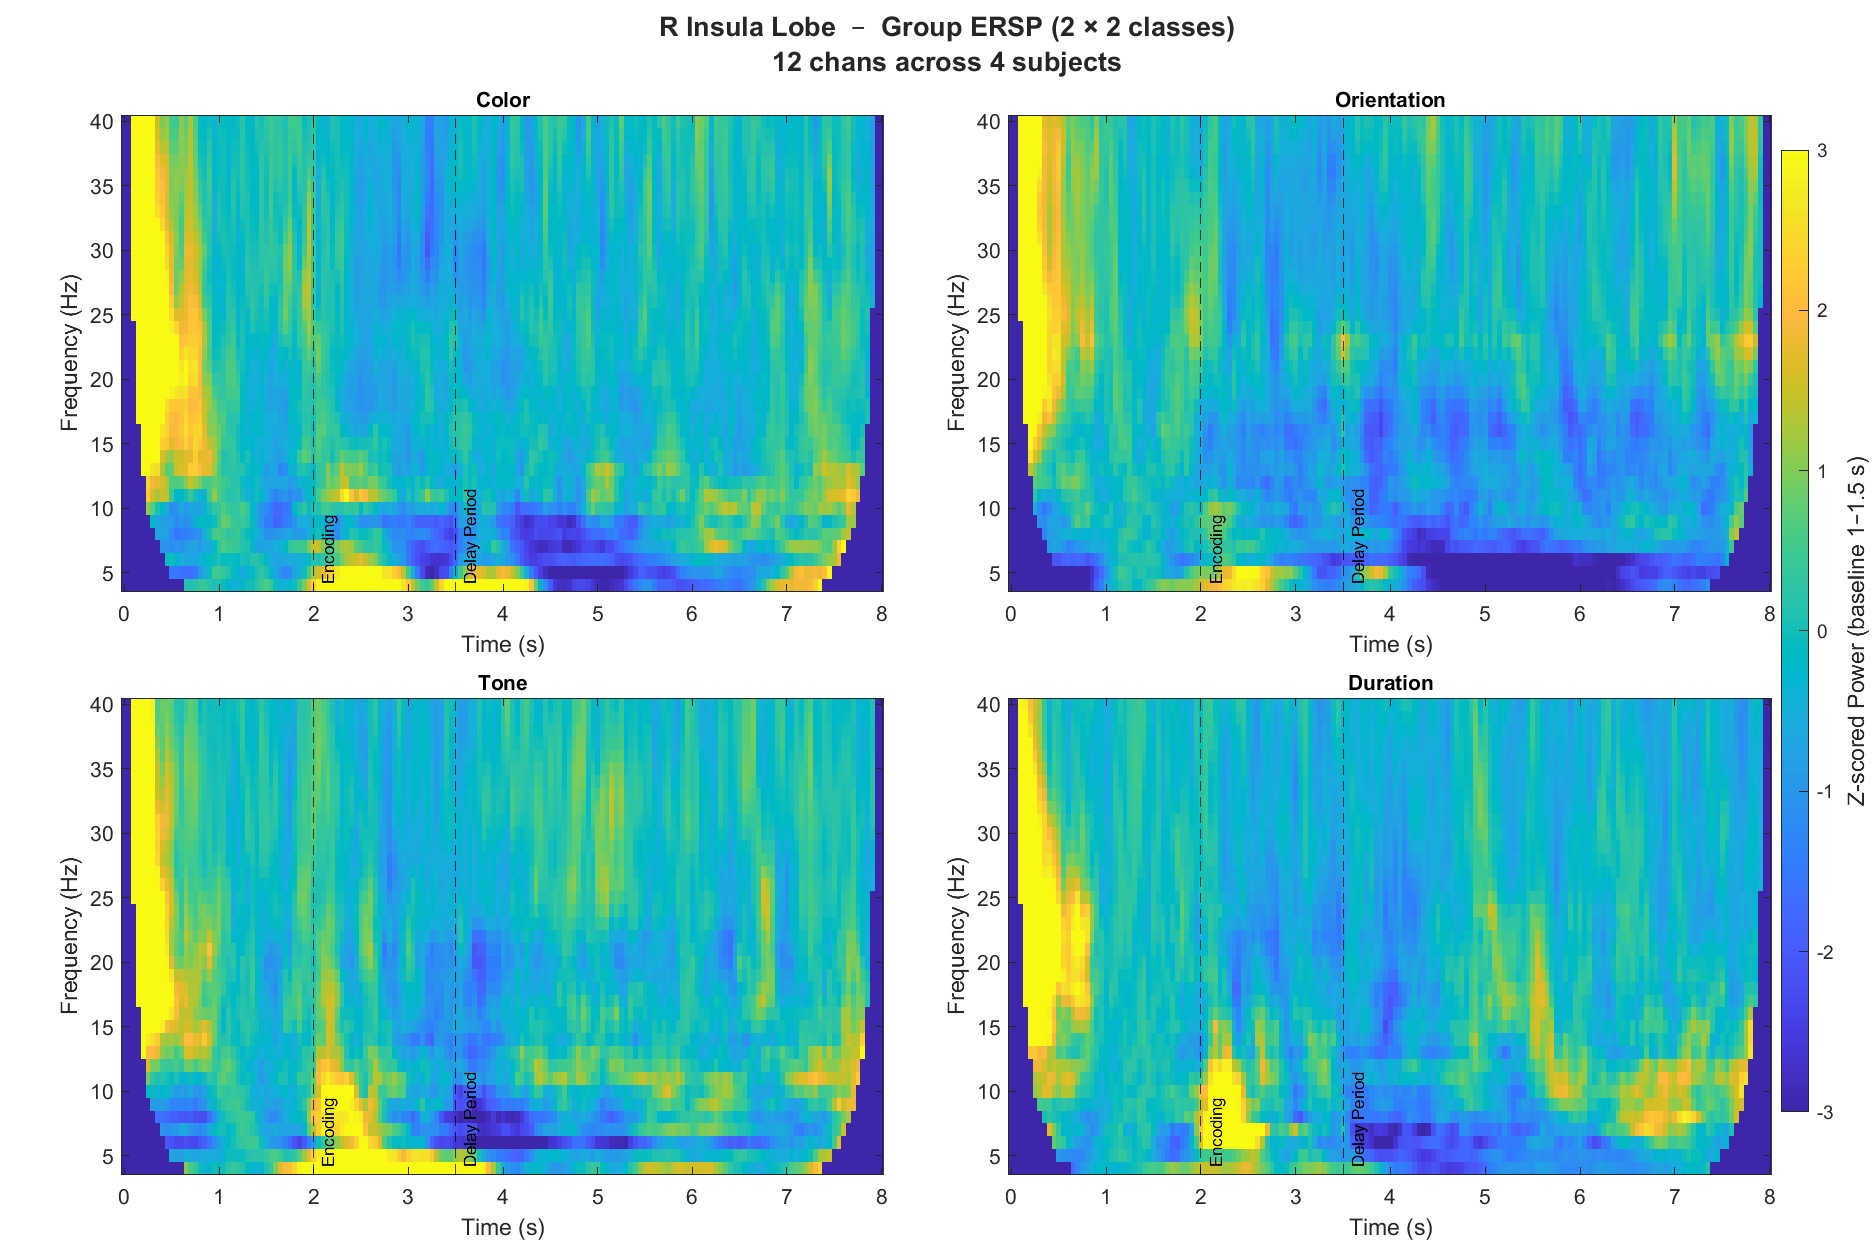 R Insula Lobe – Group ERSP (2 × 2 classes)
12 chans across 4 subjects
Color
40
35
30
25
20
15
10
5
Frequency (Hz)
Encoding
Delay Period
0 1 2 3 4 5 6 7 8
Time (s)
Orientation
40
35
30
25
20
15
10
5
Frequency (Hz)
Encoding
Delay Period
0 1 2 3 4 5 6 7 8
Time (s)
Tone
40
35
30
25
20
15
10
5
Frequency (Hz)
Encoding
Delay Period
0 1 2 3 4 5 6 7 8
Time (s)
Duration
40
35
30
25
20
15
10
5
Frequency (Hz)
Encoding
Delay Period
0 1 2 3 4 5 6 7 8
Time (s)
3
2
1
0
-1
-2
-3
Z-scored Power (baseline 1–1.5 s)